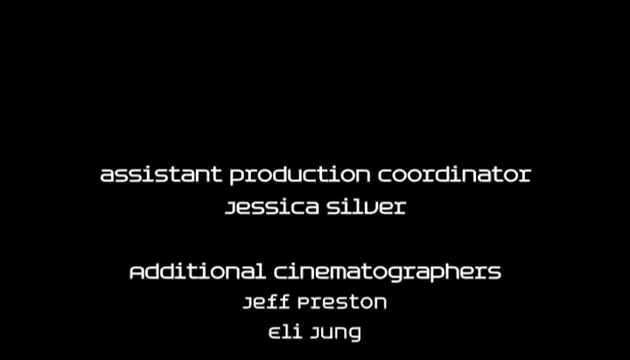 assistant production coordinator
Jessica Silver
Additional cinematographers
Jeff Preston
Eli Jung